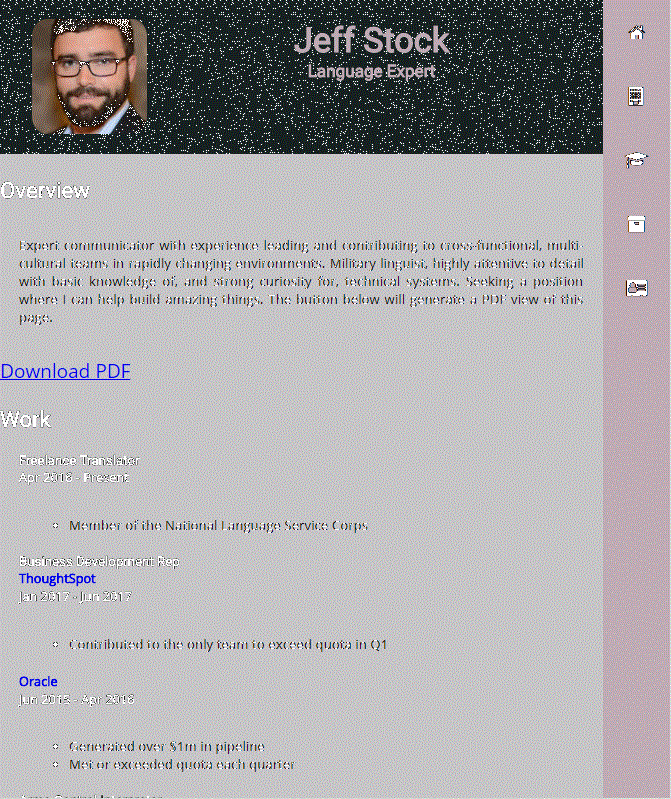 Jeff Stock
Language Expert
Overview
Expert communicator with experience leading and contributing to cross-functional, multi-
cultural teams in rapidly changing environments. Military linguist, highly attentive to detail
with basic knowledge of, and strong curiosity for, technical systems. Seeking a position
where I can help build amazing things. The button below will generate a PDF view of this
page.
Download PDF
Work
Freelance Translator
Apr 2016 - Present
Member of the National Language Service Corps
Business Development Rep
ThoughtSpot
Jan 2017 - Jun 2017
Contributed to the only team to exceed quota in Q1
Oracle
Jun 2015 - Apr 2016
Generated over $1m in pipeline
Met or exceeded quota each quarter